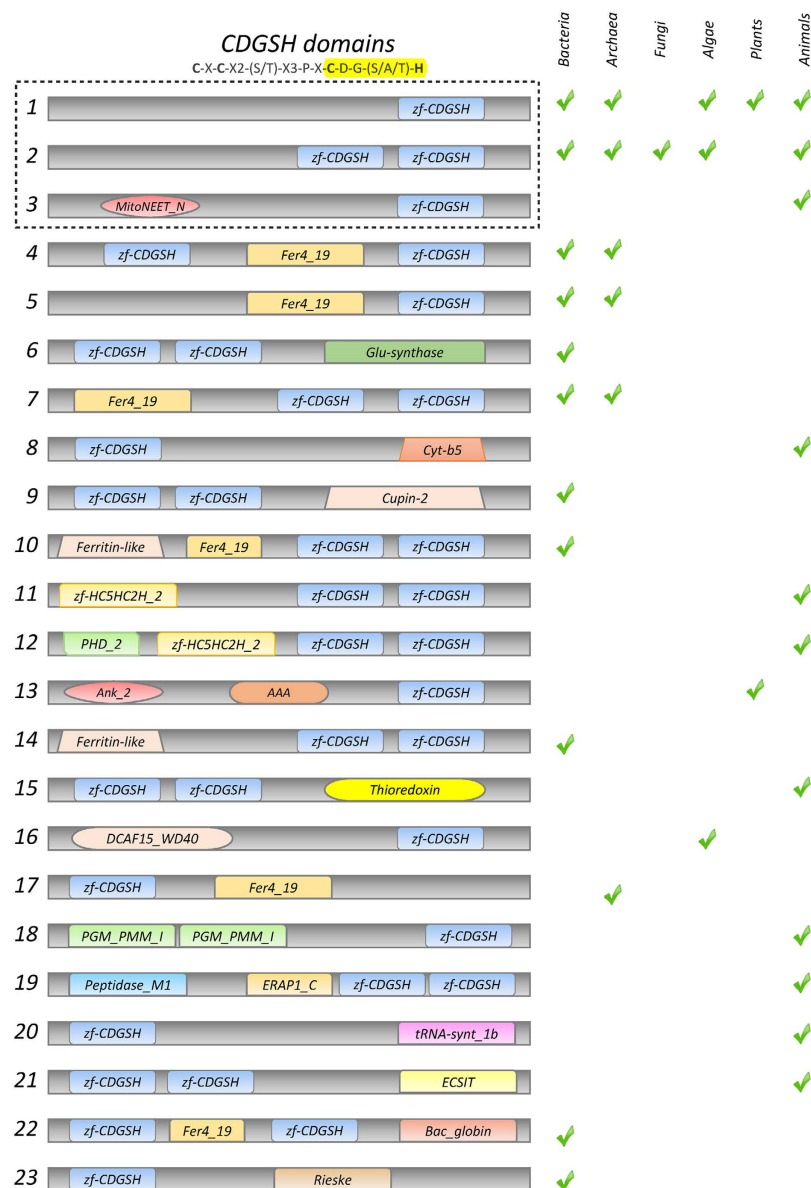 CDGSH domains
C-X-C-X2-(S/T)-X3-P-X-C-D-G-(S/A/T)-H
Bacteria Archaea Fungi Algae Plants Animals
1 zf-CDGSH
2 zf-CDGSH zf-CDGSH
3 MitoNEET_N zf-CDGSH
4 zf-CDGSH Fer4_19 zf-CDGSH
5 Fer4_19 zf-CDGSH
6 zf-CDGSH zf-CDGSH Glu-synthase
7 Fer4_19 zf-CDGSH zf-CDGSH
8 zf-CDGSH Cyt-b5
9 zf-CDGSH zf-CDGSH Cupin-2
10 Ferritin-like Fer4_19 zf-CDGSH zf-CDGSH
11 zf-HC5HC2H_2 zf-CDGSH zf-CDGSH
12 PHD_2 zf-HC5HC2H_2 zf-CDGSH zf-CDGSH
13 Ank_2 AAA zf-CDGSH
14 Ferritin-like zf-CDGSH zf-CDGSH
15 zf-CDGSH zf-CDGSH Thioredoxin
16 DCAF15_WD40 zf-CDGSH
17 zf-CDGSH Fer4_19
18 PGM_PMM_I PGM_PMM_I zf-CDGSH
19 Peptidase_M1 ERAP1_C zf-CDGSH zf-CDGSH
20 zf-CDGSH tRNA-synt_1b
21 zf-CDGSH zf-CDGSH ECSIT
22 zf-CDGSH Fer4_19 zf-CDGSH Bac_globin
23 zf-CDGSH Rieske